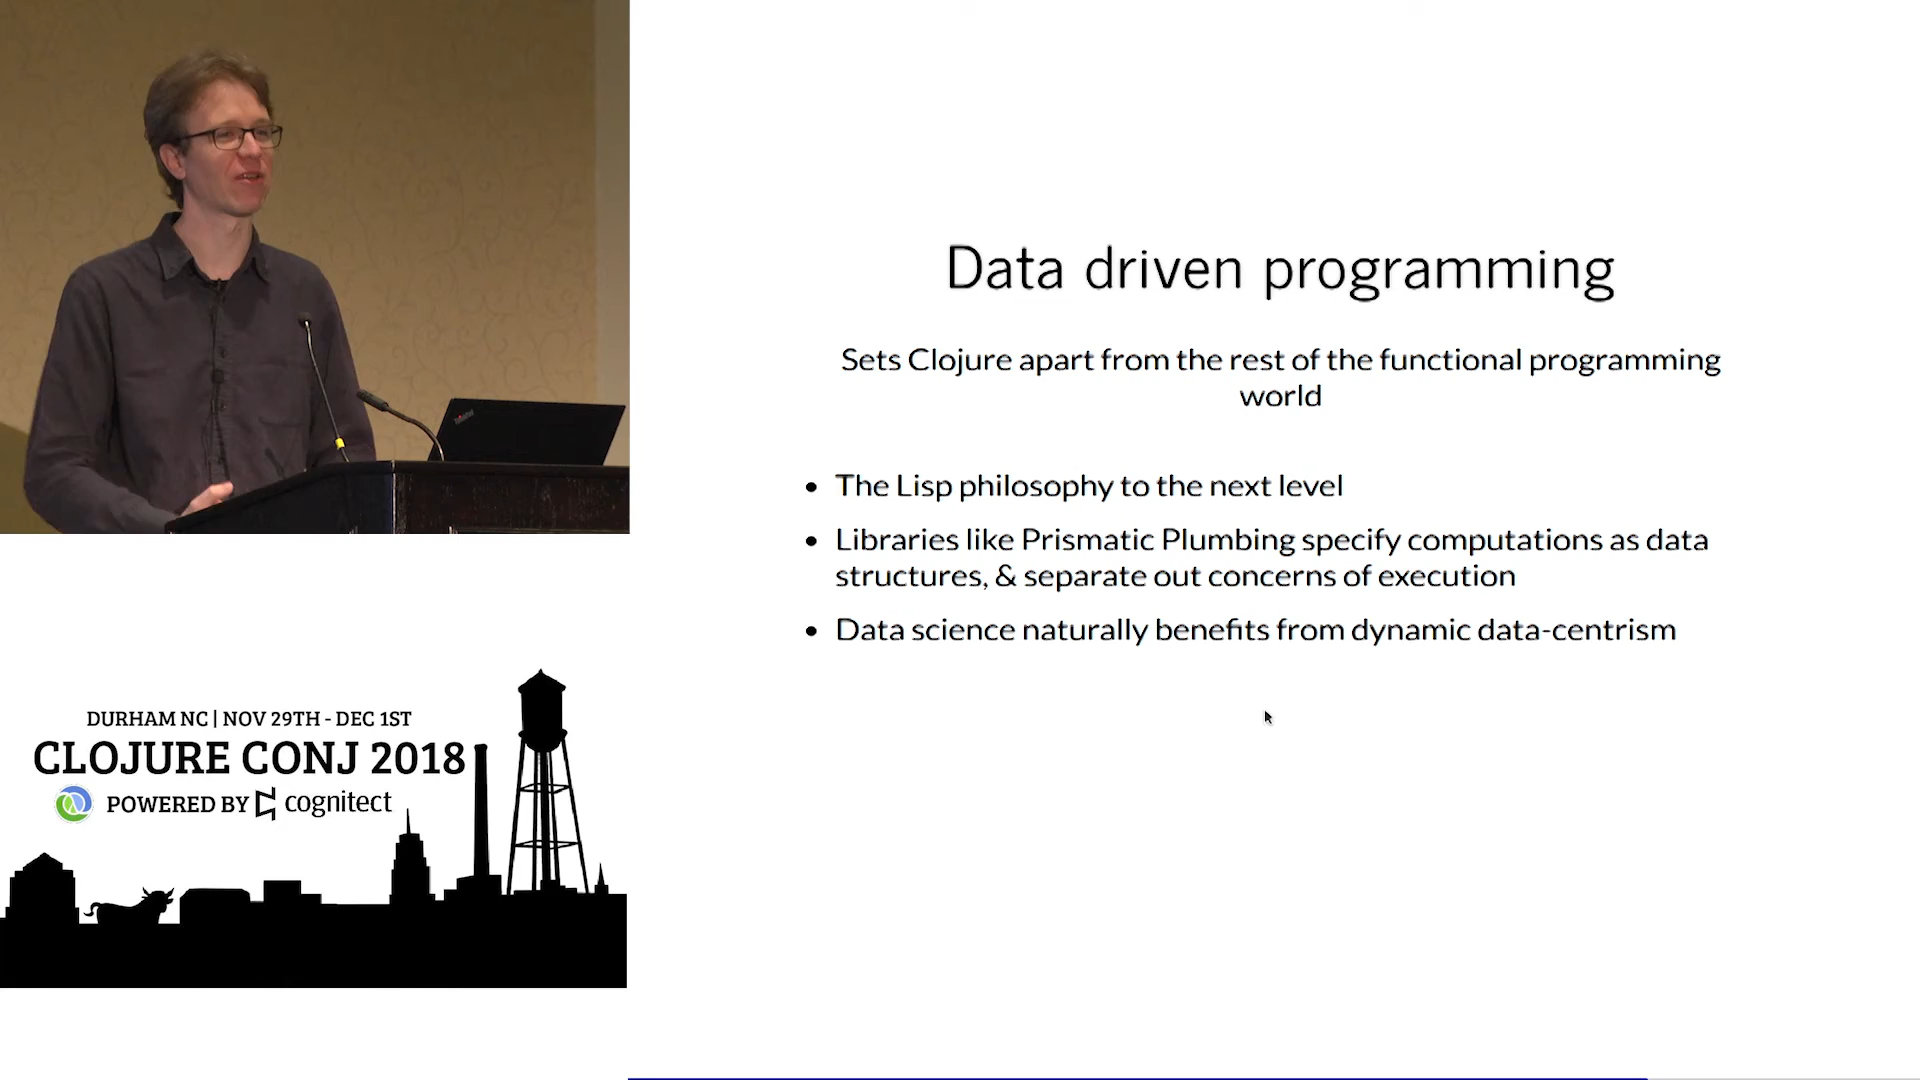 Data driven programming
Sets Clojure apart from the rest of the functional programming
world
• The Lisp philosophy to the next level
• Libraries like Prismatic Plumbing specify computations as data
structures, & separate out concerns of execution
• Data science naturally benefits from dynamic data-centrism
ThinkPad
DURHAM NC | NOV 29TH - DEC 1ST
CLOJURE CONJ 2018
POWERED BY cognitect